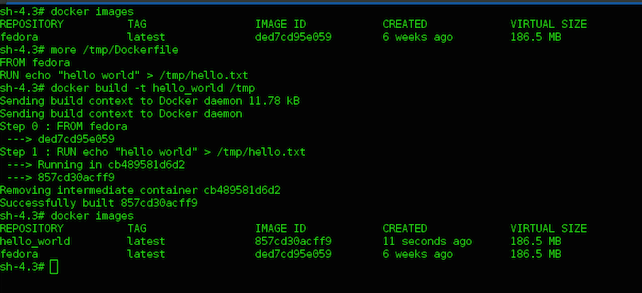 sh-4.3# docker images
REPOSITORY TAG IMAGE ID CREATED VIRTUAL SIZE
fedora latest ded7cd95e059 6 weeks ago 186.5 MB
sh-4.3# more /tmp/Dockerfile
FROM fedora
RUN echo "hello world" > /tmp/hello.txt
sh-4.3# docker build -t hello_world /tmp
Sending build context to Docker daemon 11.78 kB
Sending build context to Docker daemon
Step 0 : FROM fedora
---> ded7cd95e059
Step 1 : RUN echo "hello world" > /tmp/hello.txt
---> Running in cb489581d6d2
---> 857cd30acff9
Removing intermediate container cb489581d6d2
Successfully built 857cd30acff9
sh-4.3# docker images
REPOSITORY TAG IMAGE ID CREATED VIRTUAL SIZE
hello_world latest 857cd30acff9 11 seconds ago 186.5 MB
fedora latest ded7cd95e059 6 weeks ago 186.5 MB
sh-4.3#